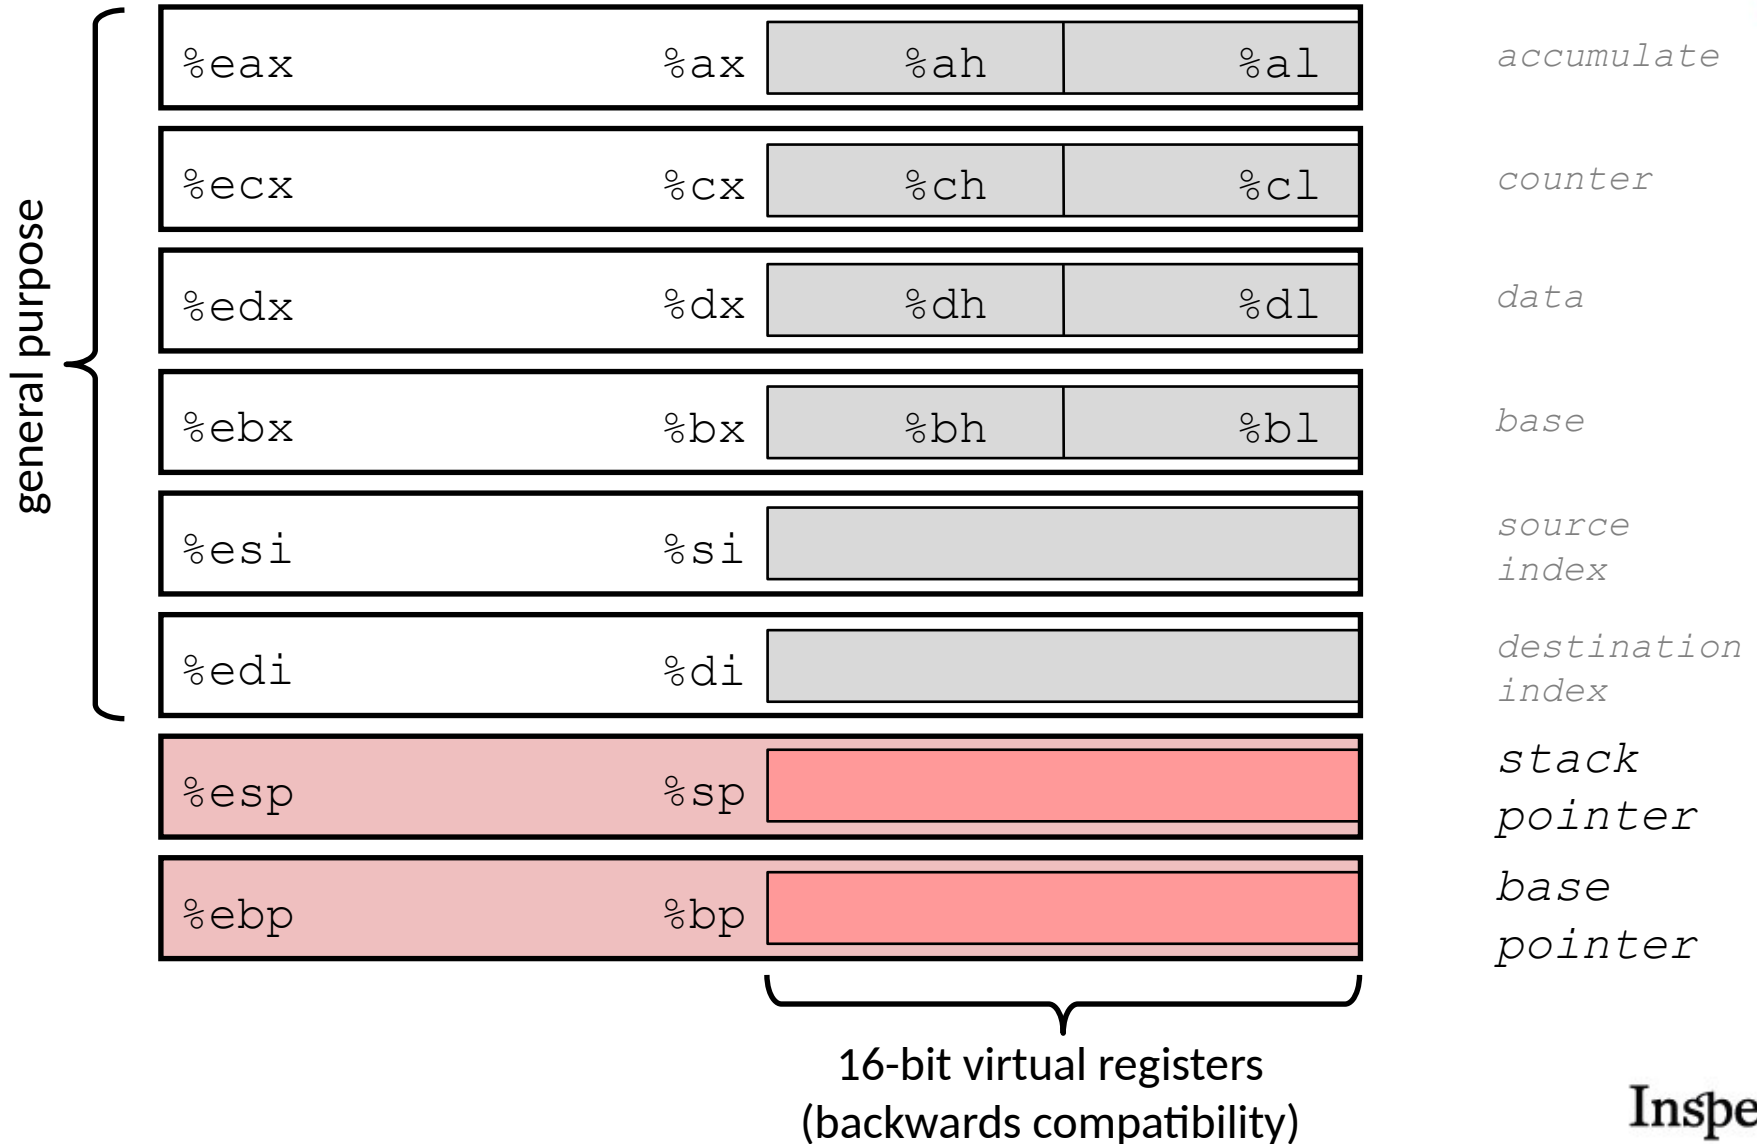 general purpose
%eax %ax %ah %al accumulate
%ecx %cx %ch %cl counter
%edx %dx %dh %dl data
%ebx %bx %bh %bl base
%esi %si source
index
%edi %di destination
index
%esp %sp stack
pointer
%ebp %bp base
pointer
16-bit virtual registers
(backwards compatibility)
Inspe